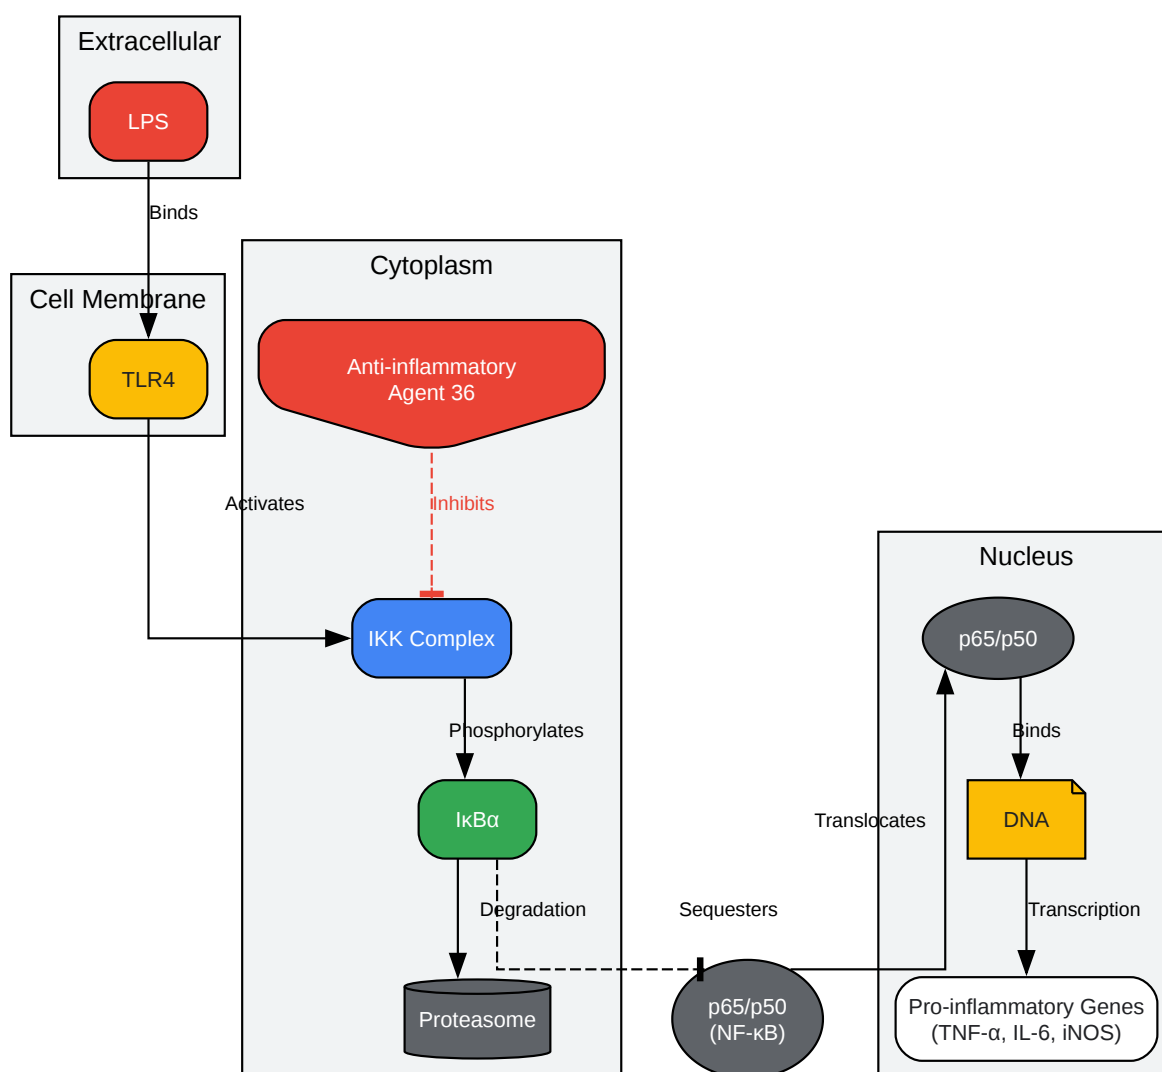 Extracellular
LPS
Binds
Cell Membrane
TLR4
Cytoplasm
Anti-inflammatory
Agent 36
Activates
Inhibits
IKK Complex
Phosphorylates
IκBα
Degradation
Proteasome
Sequesters
p65/p50
(NF-κB)
Translocates
Nucleus
p65/p50
Binds
DNA
Transcription
Pro-inflammatory Genes
(TNF-α, IL-6, iNOS)